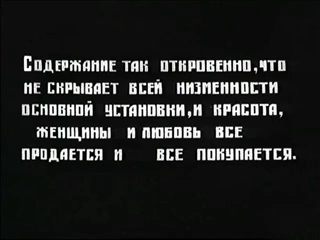 Содержание так откровенно, что
не скрывает всей низменности
основной установки, и красота,
женщины и любовь все
продается и все покупается.